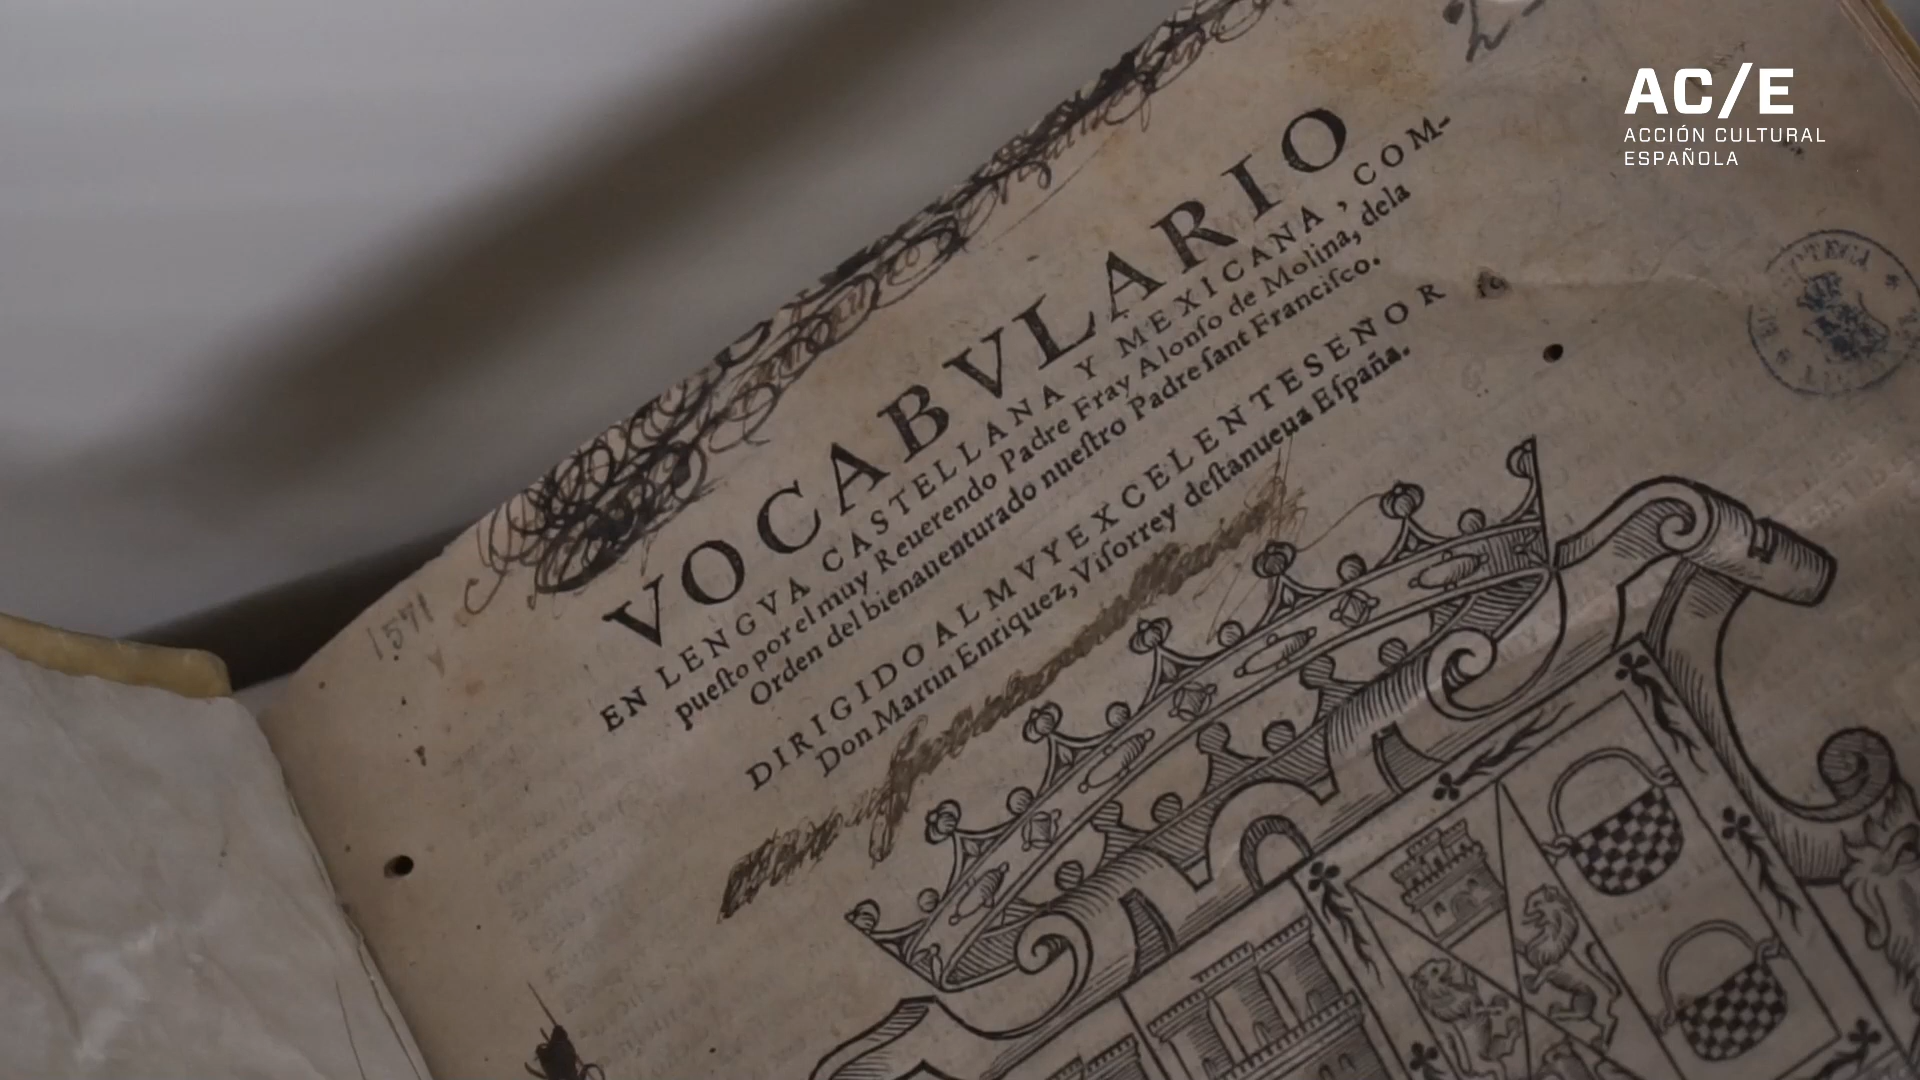 AC/E
ACCIÓN CULTURAL
ESPAÑOLA
VOCABVLARIO
EN LENGVA CASTELLANA Y MEXICANA, COM-
pueſto por el muy Reuerendo Padre Fray Alonſo de Molina, dela
Orden del bienauenturado nueſtro Padre ſant Franciſco.
DIRIGIDO AL MVY EXCELENTE SEÑOR
Don Martin Enriquez, Viſorrey deſtanueua Eſpaña.
1571